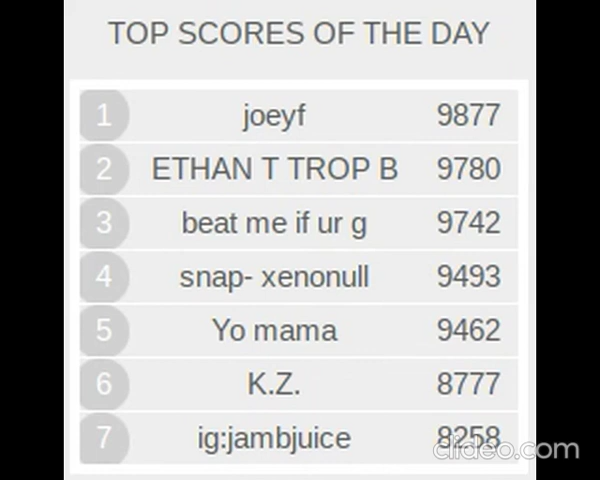 TOP SCORES OF THE DAY
1 joeyf 9877
2 ETHAN T TROP B 9780
3 beat me if ur g 9742
4 snap- xenonull 9493
5 Yo mama 9462
6 K.Z. 8777
7 ig:jambjuice 8258
clideo.com